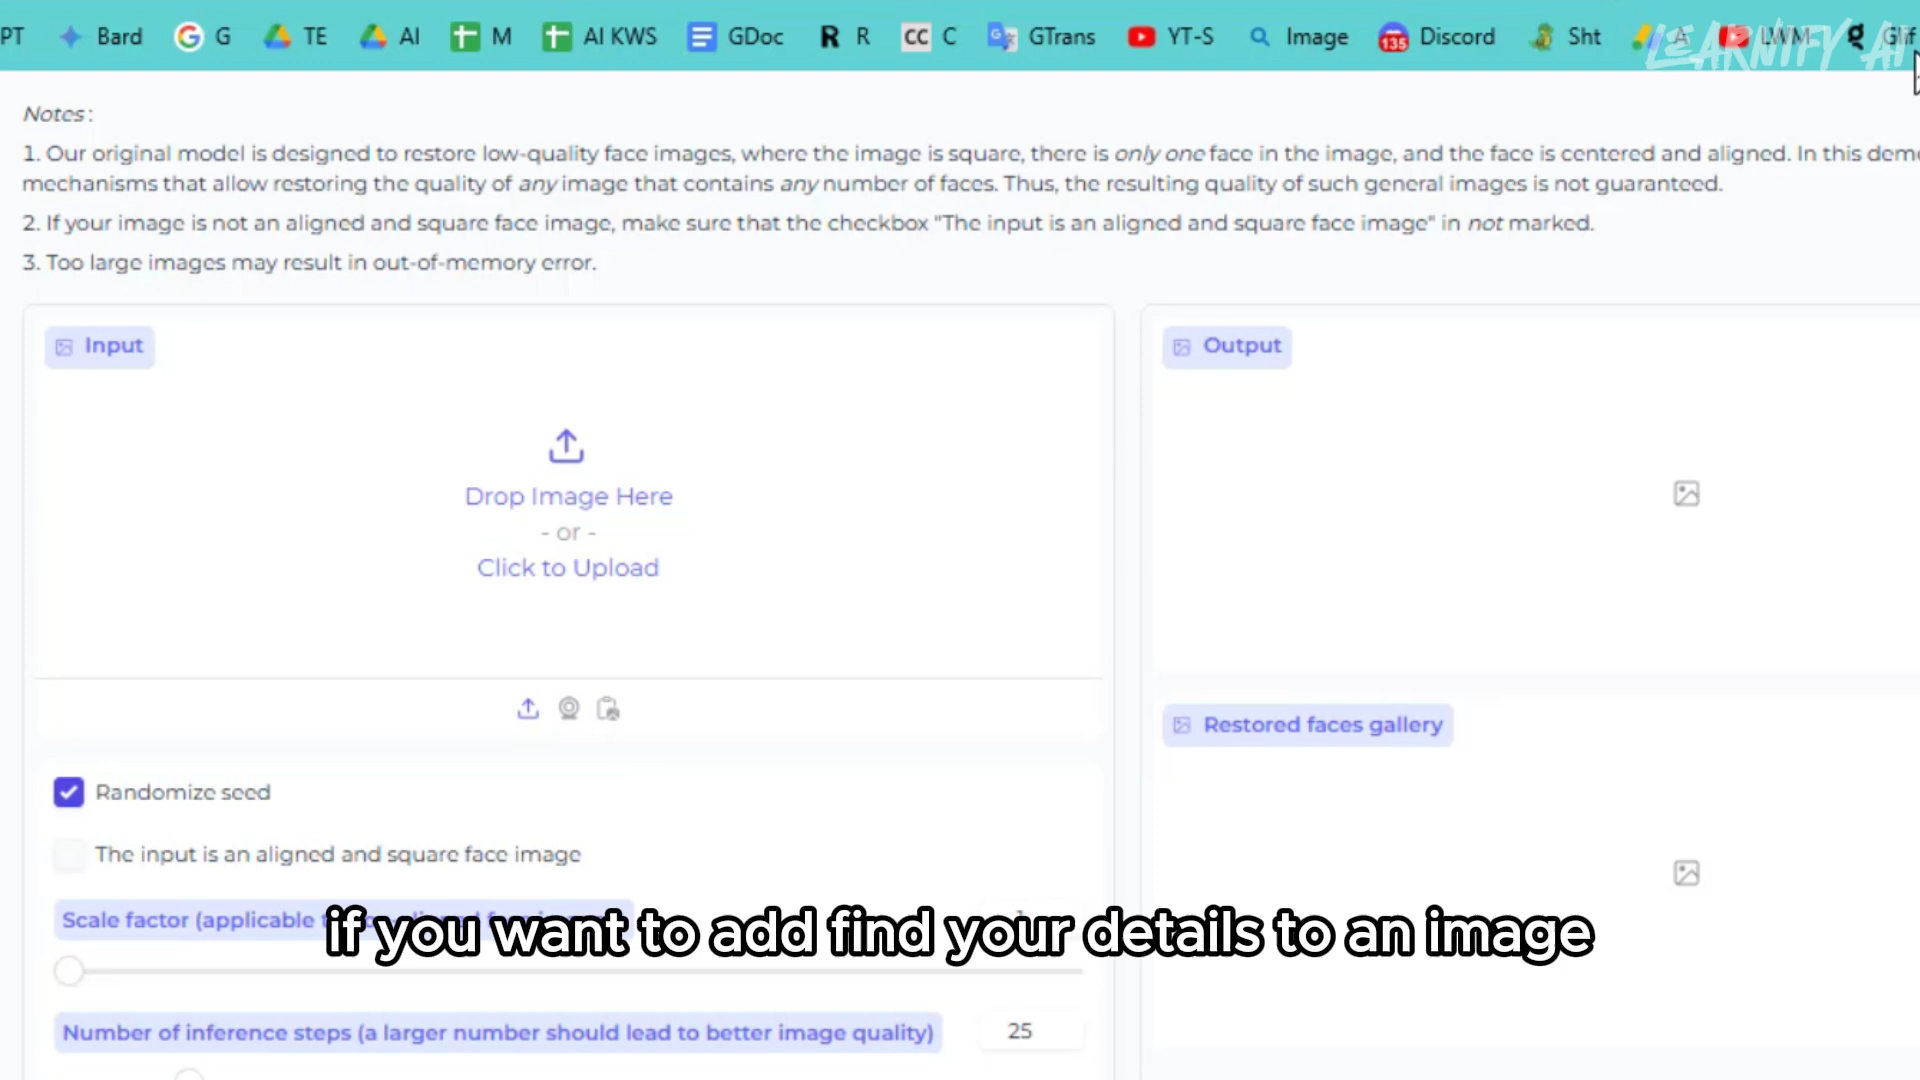 PT Bard G TE AI M AI KWS GDoc R R CC C GTrans YT-S Image 135 Discord Sht A LWM Glif
LEARNIFY AI
Notes:
1. Our original model is designed to restore low-quality face images, where the image is square, there is only one face in the image, and the face is centered and aligned. In this demo
mechanisms that allow restoring the quality of any image that contains any number of faces. Thus, the resulting quality of such general images is not guaranteed.
2. If your image is not an aligned and square face image, make sure that the checkbox "The input is an aligned and square face image" in not marked.
3. Too large images may result in out-of-memory error.
Input
Output
Drop Image Here
- or -
Click to Upload
Restored faces gallery
Randomize seed
The input is an aligned and square face image
Scale factor (applicable
if you want to add find your details to an image
Number of inference steps (a larger number should lead to better image quality) 25